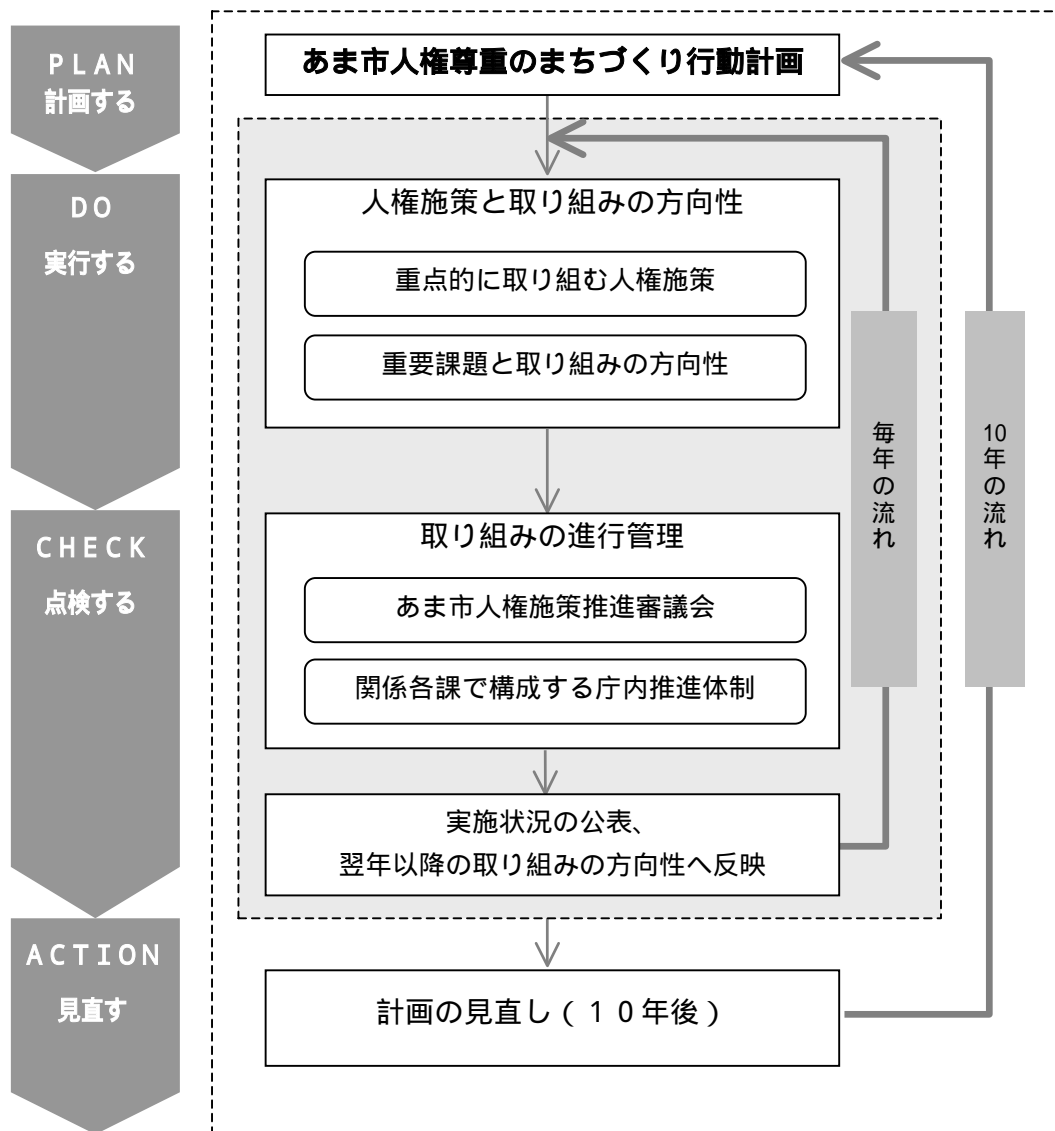 PLAN
計画する
あま市人権尊重のまちづくり行動計画
DO
実行する
人権施策と取り組みの方向性
重点的に取り組む人権施策
重要課題と取り組みの方向性
CHECK
点検する
取り組みの進行管理
あま市人権施策推進審議会
関係各課で構成する庁内推進体制
実施状況の公表、
翌年以降の取り組みの方向性へ反映
毎年の流れ
10年の流れ
ACTION
見直す
計画の見直し(10年後)